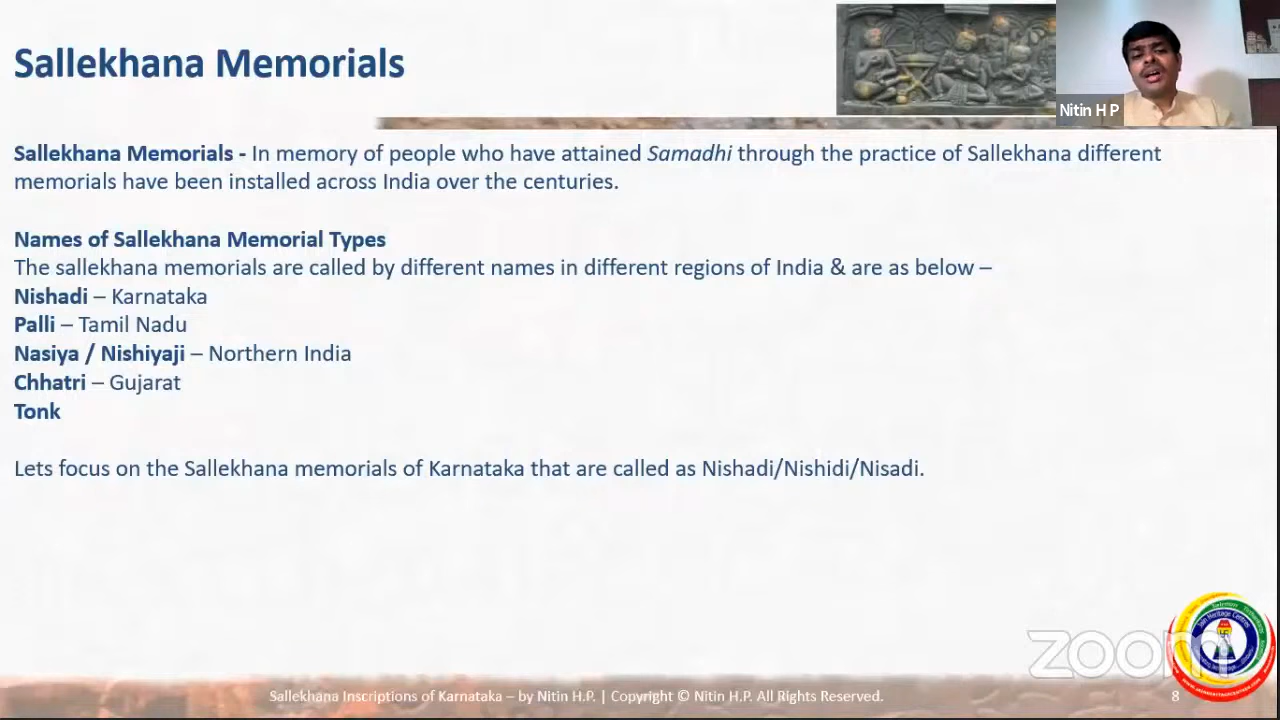 Sallekhana Memorials
Nitin H P
Sallekhana Memorials - In memory of people who have attained Samadhi through the practice of Sallekhana different
memorials have been installed across India over the centuries.
Names of Sallekhana Memorial Types
The sallekhana memorials are called by different names in different regions of India & are as below –
Nishadi – Karnataka
Palli – Tamil Nadu
Nasiya / Nishiyaji – Northern India
Chhatri – Gujarat
Tonk
Lets focus on the Sallekhana memorials of Karnataka that are called as Nishadi/Nishidi/Nisadi.
zoom
Jain Heritage Centres
Sallekhana Inscriptions of Karnataka – by Nitin H.P. | Copyright © Nitin H.P. All Rights Reserved.
8